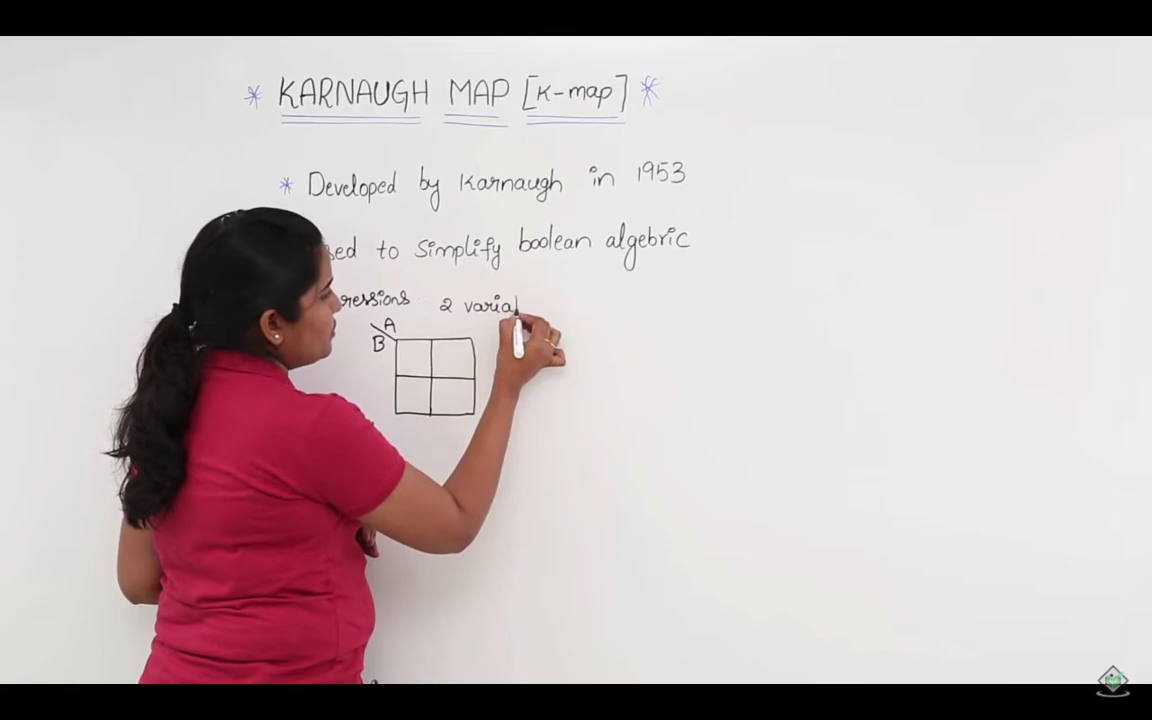 * KARNAUGH MAP [K-map] *
* Developed by Karnaugh in 1953
sed to simplify boolean algebric
ressions 2 varia
A
B